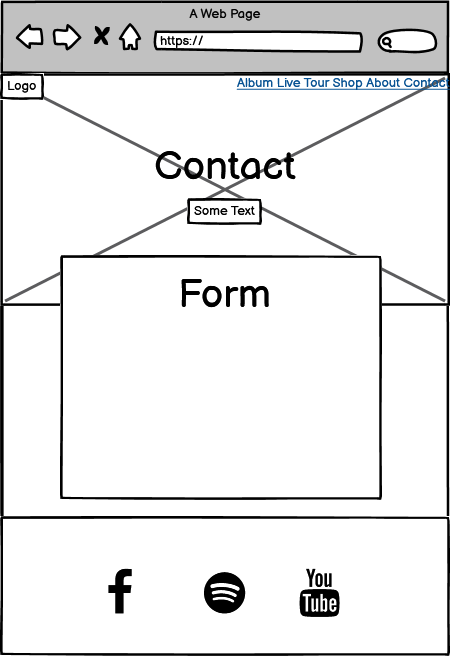 A Web Page
https://
Logo
Album Live Tour Shop About Contact
Contact
Some Text
Form
You
Tube